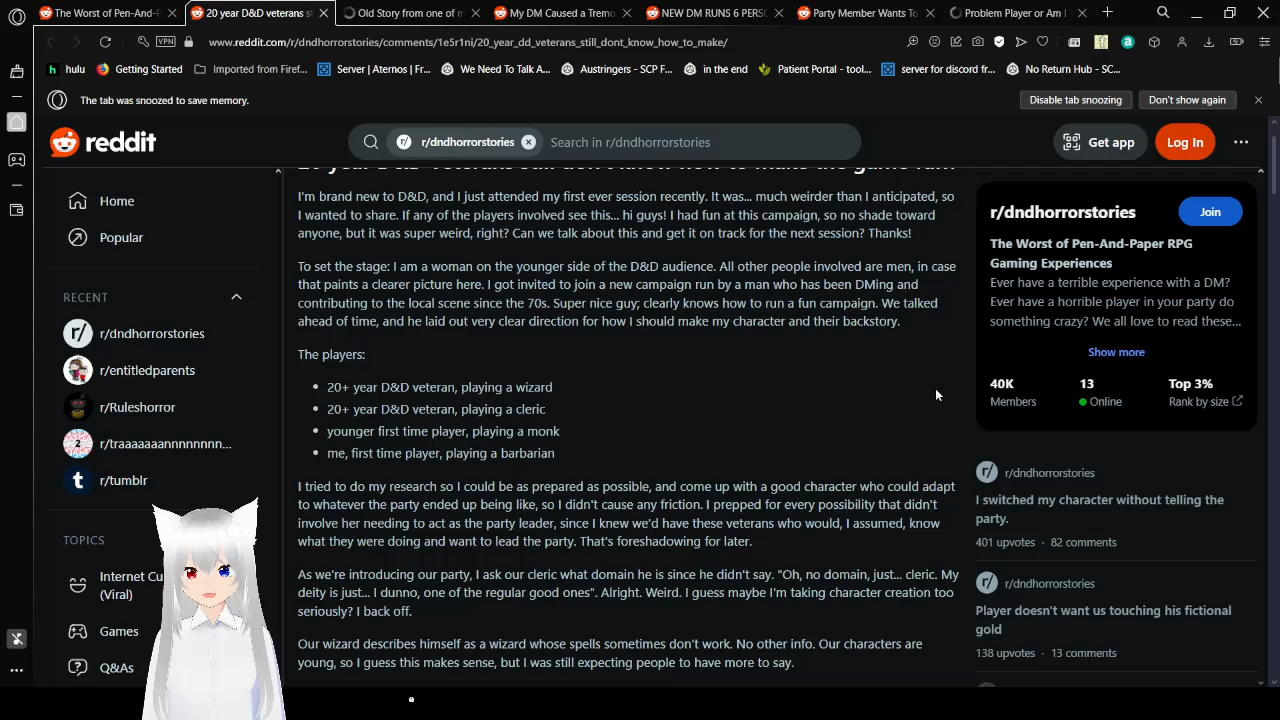 The Worst of Pen-And-P
20 year D&D veterans s
Old Story from one of m
My DM Caused a Tremo
NEW DM RUNS 6 PERS
Party Member Wants To
Problem Player or Am I
VPN
www.reddit.com/r/dndhorrorstories/comments/1e5r1ni/20_year_dd_veterans_still_dont_know_how_to_make/
hulu
Getting Started
Imported from Firef...
Server | Aternos | Fr...
We Need To Talk A...
Austringers - SCP F...
in the end
Patient Portal - tool...
server for discord fr...
No Return Hub - SC...
The tab was snoozed to save memory.
Disable tab snoozing
Don't show again
reddit
r/dndhorrorstories
Search in r/dndhorrorstories
Get app
Log In
Home
Popular
RECENT
r/dndhorrorstories
r/entitledparents
r/Ruleshorror
r/traaaaaaannnnnnnn...
r/tumblr
TOPICS
Internet Cu
(Viral)
Games
Q&As
20 year D&D veterans still don't know how to make the game run
I'm brand new to D&D, and I just attended my first ever session recently. It was... much weirder than I anticipated, so
I wanted to share. If any of the players involved see this... hi guys! I had fun at this campaign, so no shade toward
anyone, but it was super weird, right? Can we talk about this and get it on track for the next session? Thanks!
To set the stage: I am a woman on the younger side of the D&D audience. All other people involved are men, in case
that paints a clearer picture here. I got invited to join a new campaign run by a man who has been DMing and
contributing to the local scene since the 70s. Super nice guy; clearly knows how to run a fun campaign. We talked
ahead of time, and he laid out very clear direction for how I should make my character and their backstory.
The players:
20+ year D&D veteran, playing a wizard
20+ year D&D veteran, playing a cleric
younger first time player, playing a monk
me, first time player, playing a barbarian
I tried to do my research so I could be as prepared as possible, and come up with a good character who could adapt
to whatever the party ended up being like, so I didn't cause any friction. I prepped for every possibility that didn't
involve her needing to act as the party leader, since I knew we'd have these veterans who would, I assumed, know
what they were doing and want to lead the party. That's foreshadowing for later.
As we're introducing our party, I ask our cleric what domain he is since he didn't say. "Oh, no domain, just... cleric. My
deity is just... I dunno, one of the regular good ones". Alright. Weird. I guess maybe I'm taking character creation too
seriously? I back off.
Our wizard describes himself as a wizard whose spells sometimes don't work. No other info. Our characters are
young, so I guess this makes sense, but I was still expecting people to have more to say.
r/dndhorrorstories
Join
The Worst of Pen-And-Paper RPG
Gaming Experiences
Ever have a terrible experience with a DM?
Ever have a horrible player in your party do
something crazy? We all love to read these...
Show more
40K
Members
13
Online
Top 3%
Rank by size
r/dndhorrorstories
I switched my character without telling the
party.
401 upvotes · 82 comments
r/dndhorrorstories
Player doesn't want us touching his fictional
gold
138 upvotes · 13 comments